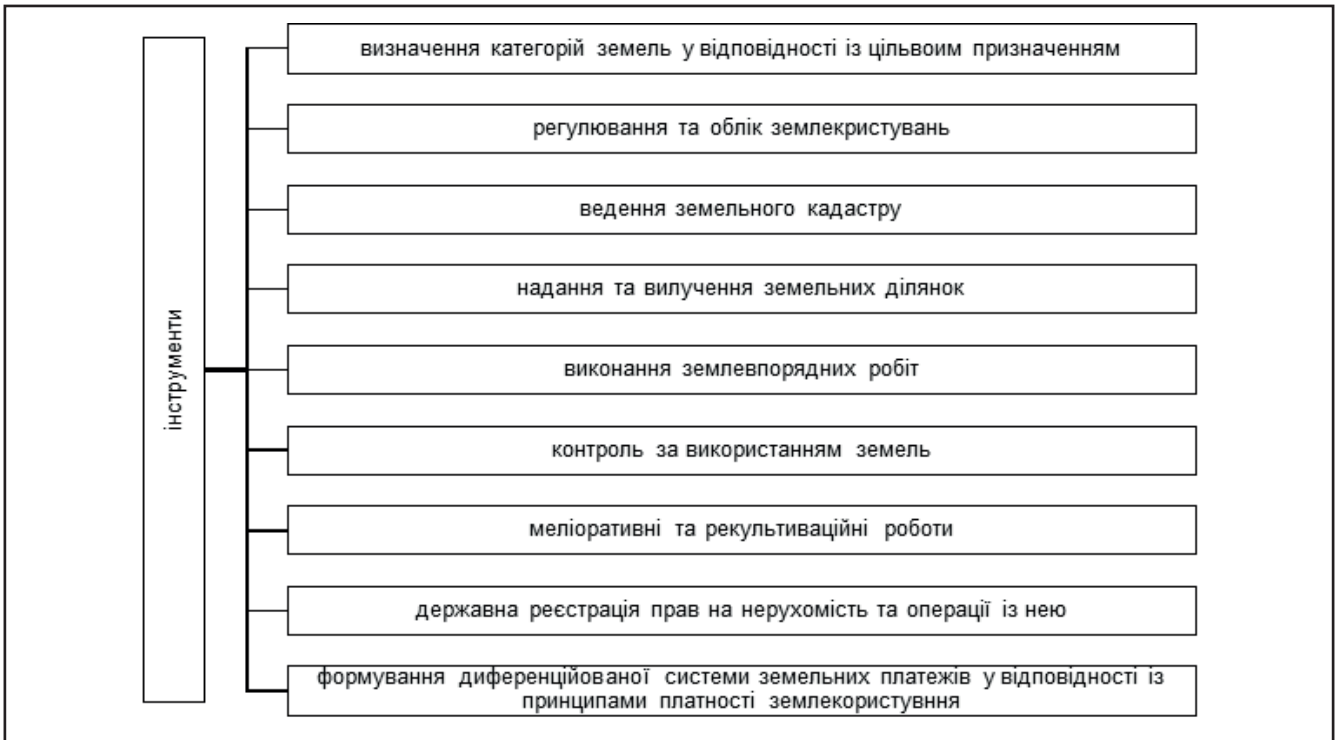 інструменти
визначення категорій земель у відповідності із цільвоим призначенням
регулювання та облік землекристувань
ведення земельного кадастру
надання та вилучення земельних ділянок
виконання землевпорядних робіт
контроль за використанням земель
меліоративні та рекультиваційні роботи
державна реєстрація прав на нерухомість та операції із нею
формування диференційованої системи земельних платежів у відповідності із
принципами платності землекористувння